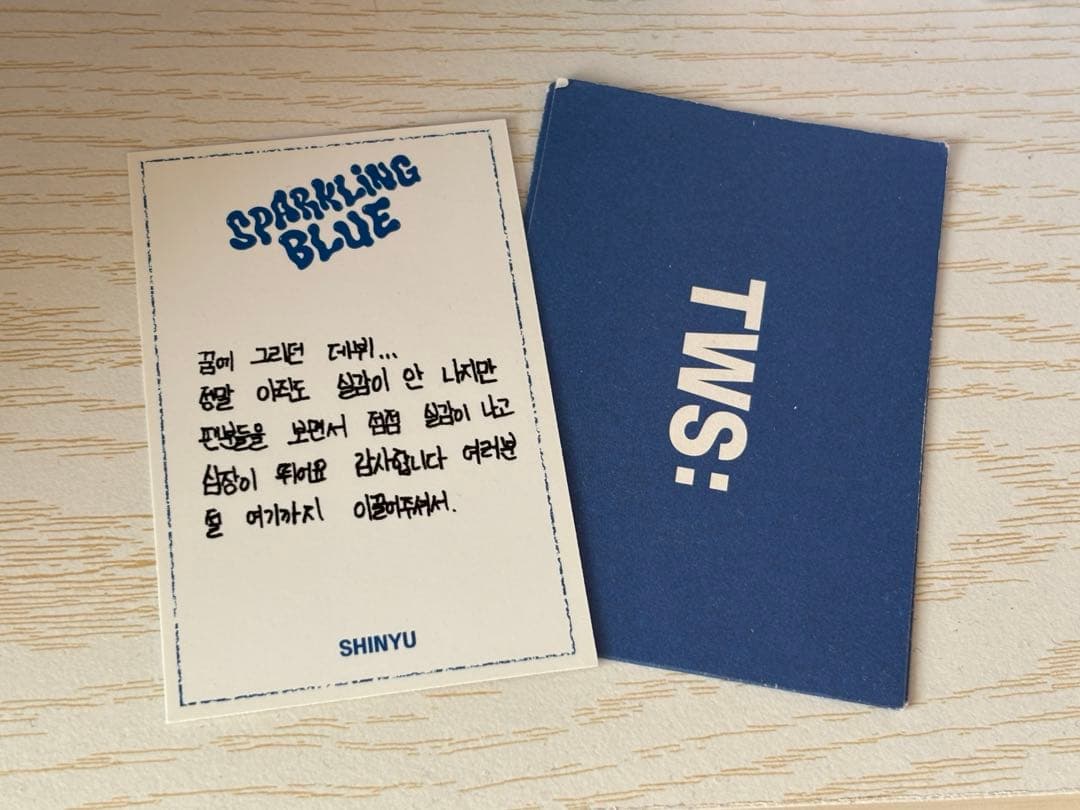 SPARKLiNG
BLUE
꿈에 그리던 데뷔...
정말 아직도 실감이 안 나지만
팬분들을 보면서 점점 실감이 나고
심장이 뛰어요 감사합니다 여러분
덜 여기까지 이끌어주셔서.
SHINYU
TWS: